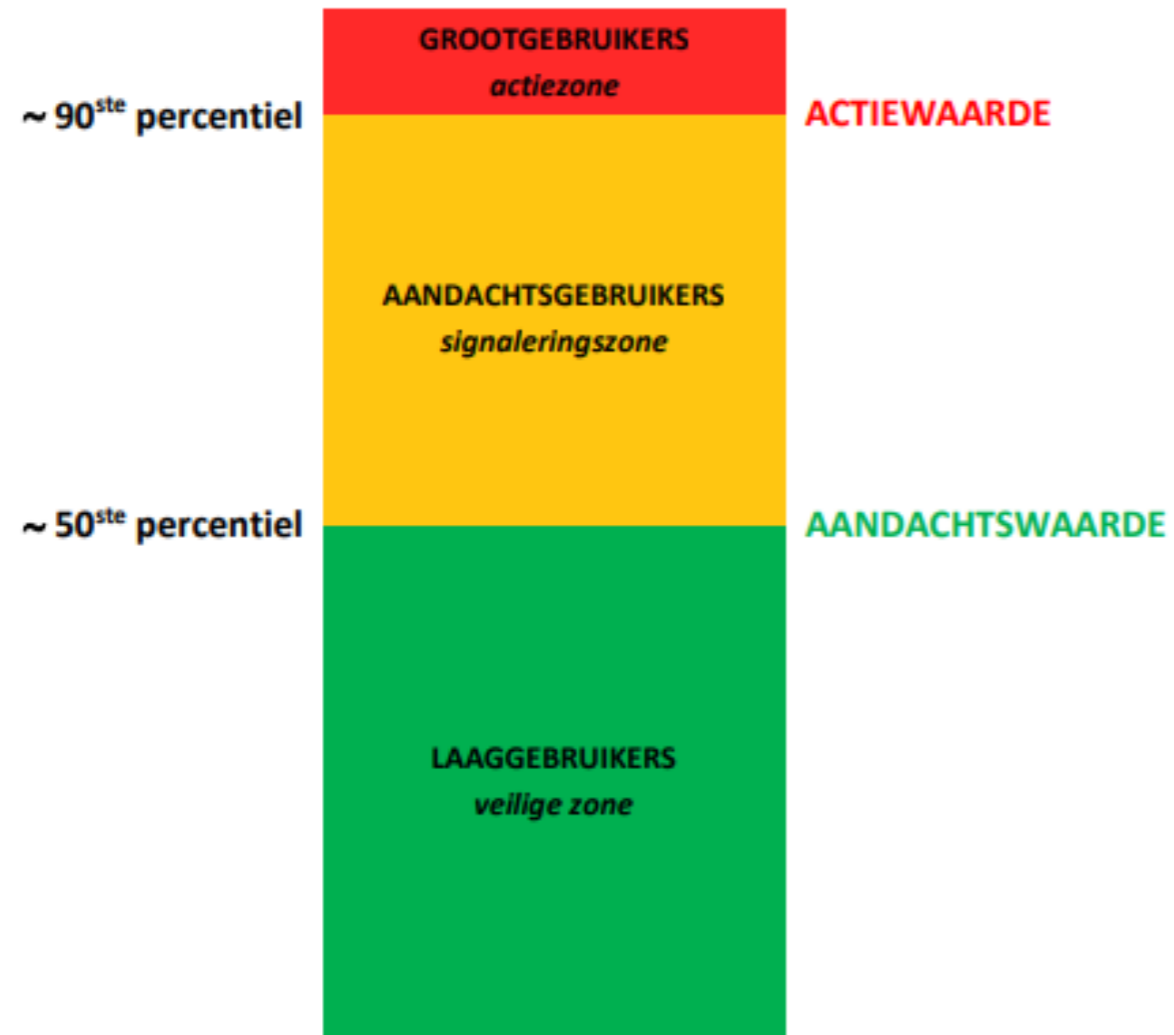 GROOTGEBRUIKERS
actiezone
~ 90ste percentiel
ACTIEWAARDE
AANDACHTSGEBRUIKERS
signaleringszone
~ 50ste percentiel
AANDACHTSWAARDE
LAAGGEBRUIKERS
veilige zone